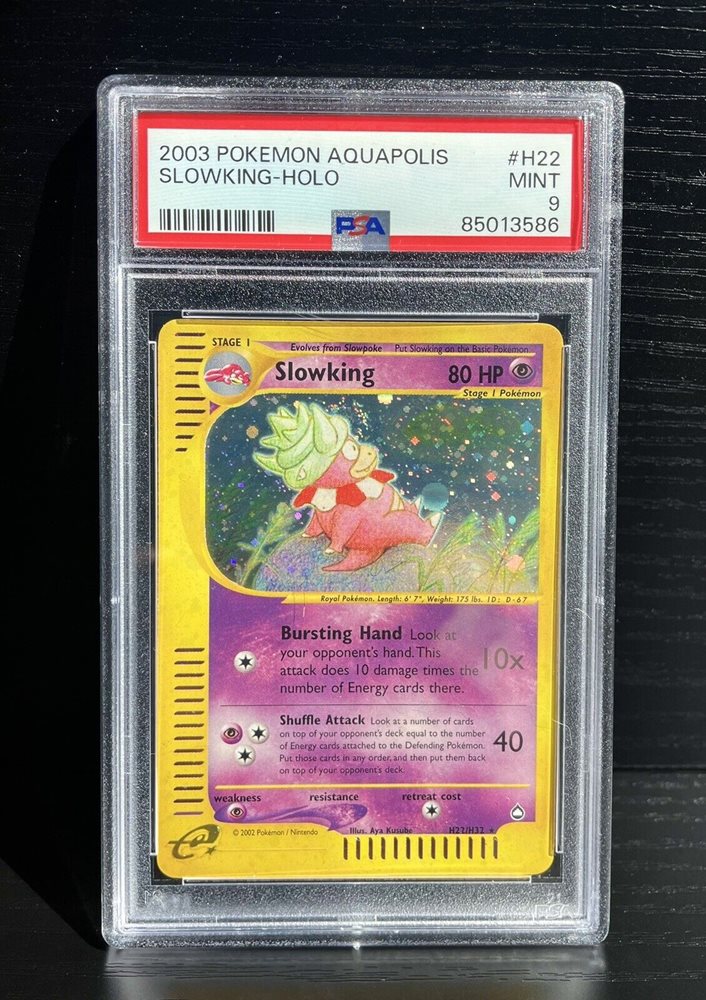 2003 POKEMON AQUAPOLIS #H22
SLOWKING-HOLO MINT
9
PSA 85013586
STAGE 1
Evolves from Slowpoke Put Slowking on the Basic Pokémon
Slowking 80 HP
Stage 1 Pokémon
Royal Pokémon. Length: 6' 7", Weight: 175 lbs. ID: D-67
Bursting Hand Look at
your opponent's hand. This
attack does 10 damage times the 10x
number of Energy cards there.
Shuffle Attack Look at a number of cards
on top of your opponent's deck equal to the number
of Energy cards attached to the Defending Pokémon. 40
Put those cards in any order, and then put them back
on top of your opponent's deck.
weakness resistance retreat cost
e © 2002 Pokémon / Nintendo Illus. Aya Kusube H22/H32 ★